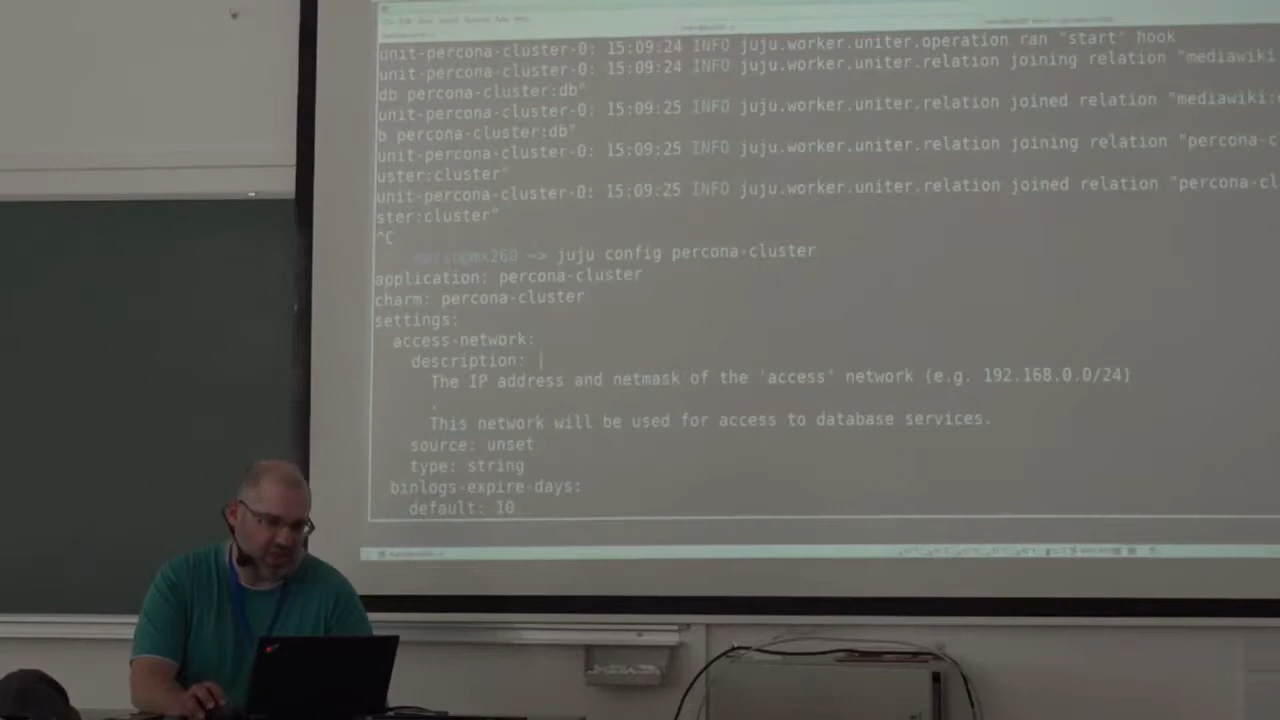 unit-percona-cluster-0: 15:09:24 INFO juju.worker.uniter.operation ran "start" hook
unit-percona-cluster-0: 15:09:24 INFO juju.worker.uniter.relation joining relation "mediawiki:
db percona-cluster:db"
unit-percona-cluster-0: 15:09:25 INFO juju.worker.uniter.relation joined relation "mediawiki:
b percona-cluster:db"
unit-percona-cluster-0: 15:09:25 INFO juju.worker.uniter.relation joining relation "percona-c
uster:cluster"
unit-percona-cluster-0: 15:09:25 INFO juju.worker.uniter.relation joined relation "percona-cl
ster:cluster"
^C
~> juju config percona-cluster
application: percona-cluster
charm: percona-cluster
settings:
access-network:
description: |
The IP address and netmask of the 'access' network (e.g. 192.168.0.0/24)
.
This network will be used for access to database services.
source: unset
type: string
binlogs-expire-days:
default: 10